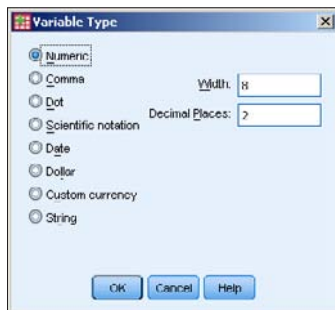 Variable Type
Numeric
Comma
Dot
Scientific notation
Date
Dollar
Custom currency
String
Width: 8
Decimal Places: 2
OK Cancel Help